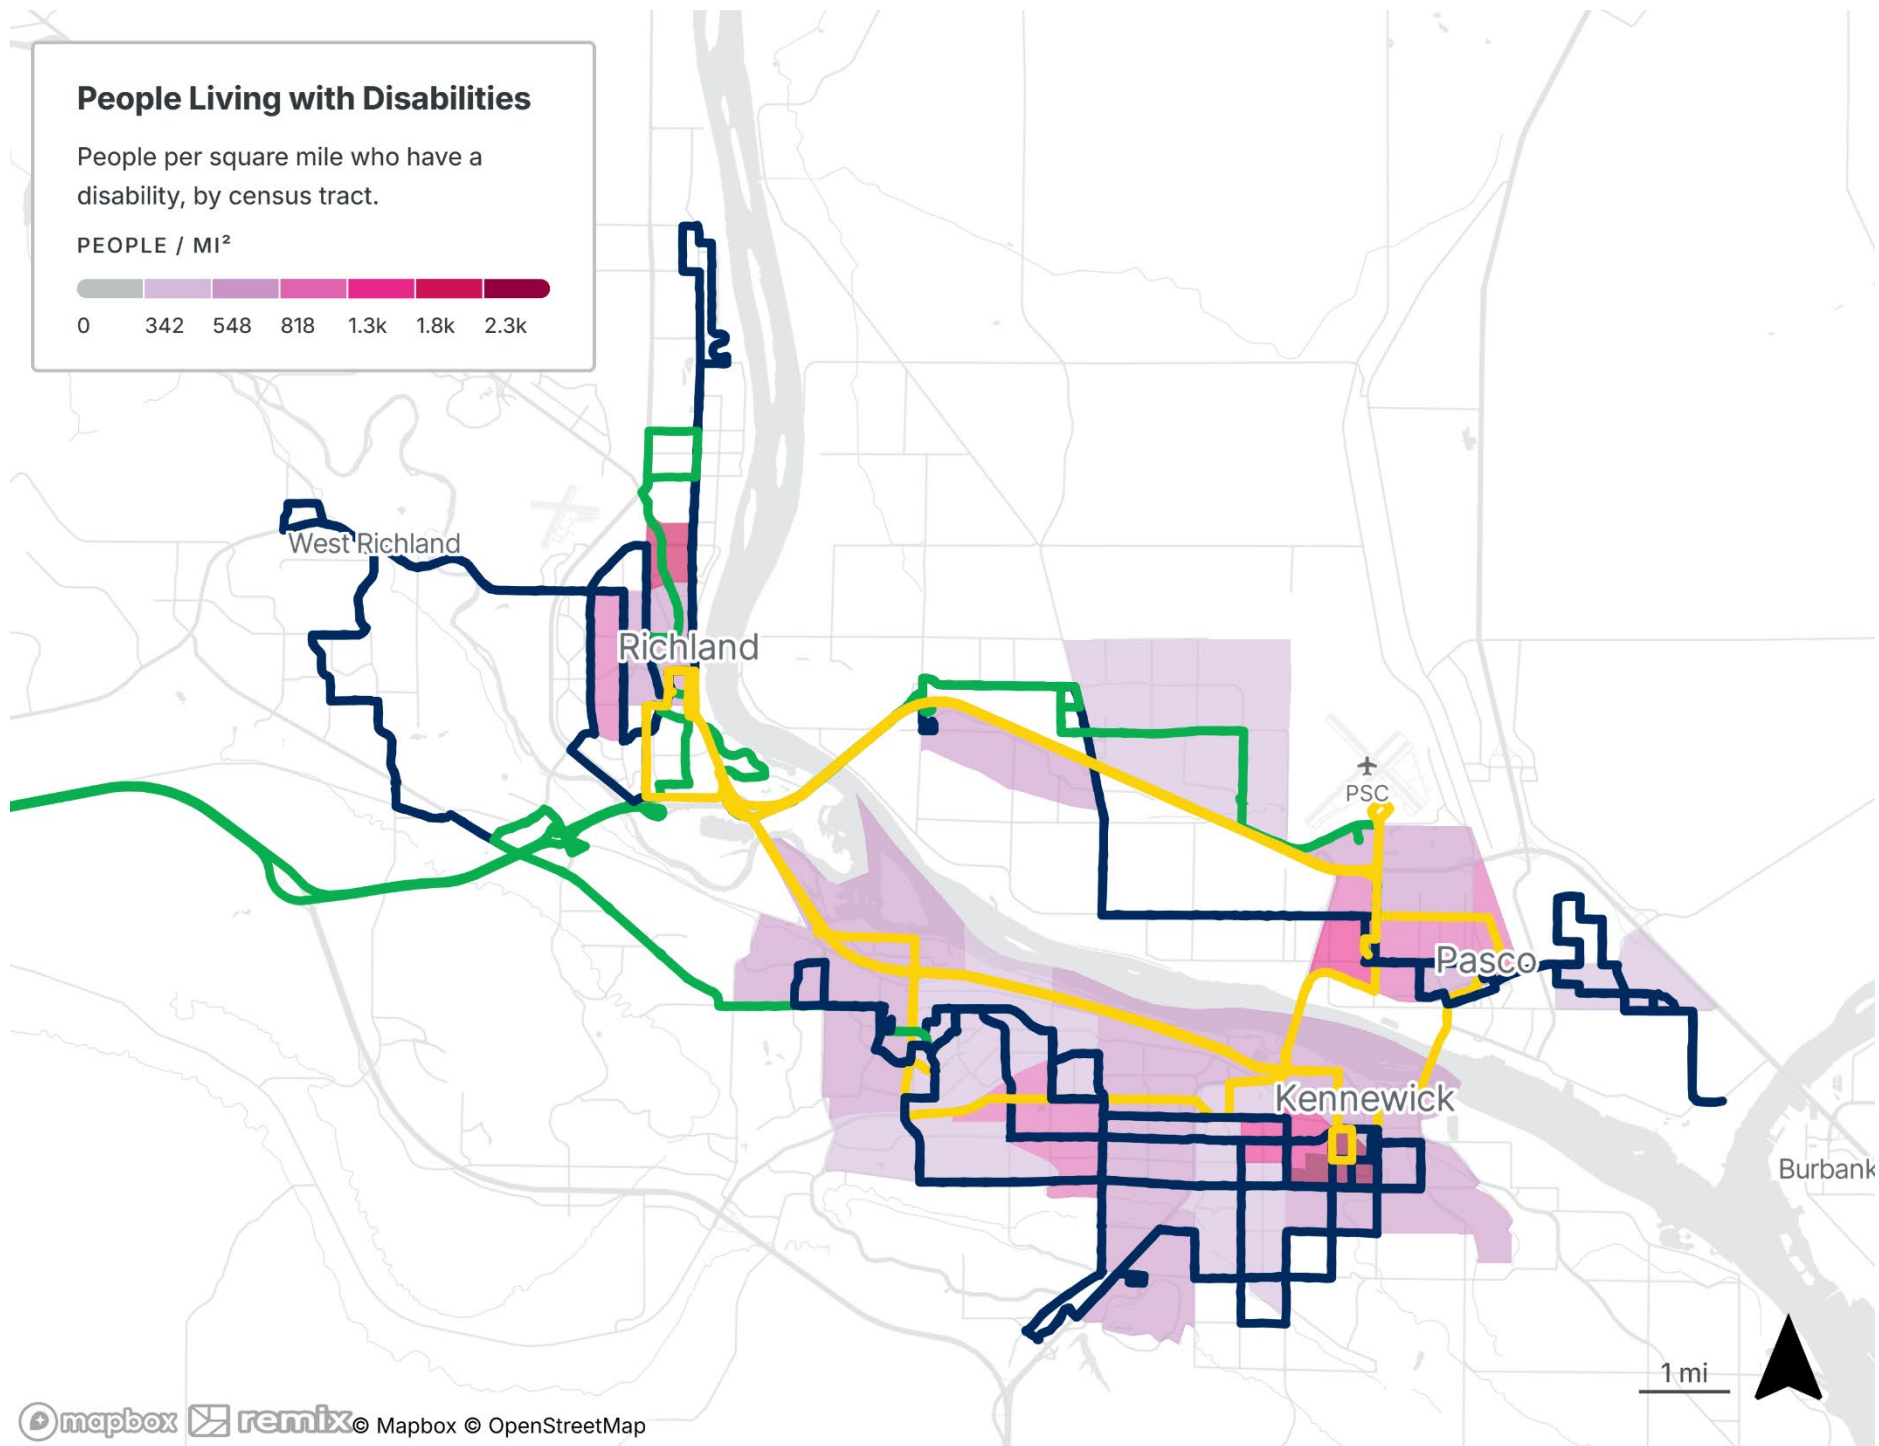 People Living with Disabilities
People per square mile who have a
disability, by census tract.
PEOPLE / MI²
0 342 548 818 1.3k 1.8k 2.3k
West Richland
Richland
PSC
Pasco
Kennewick
Burbank
1 mi
mapbox remix © Mapbox © OpenStreetMap